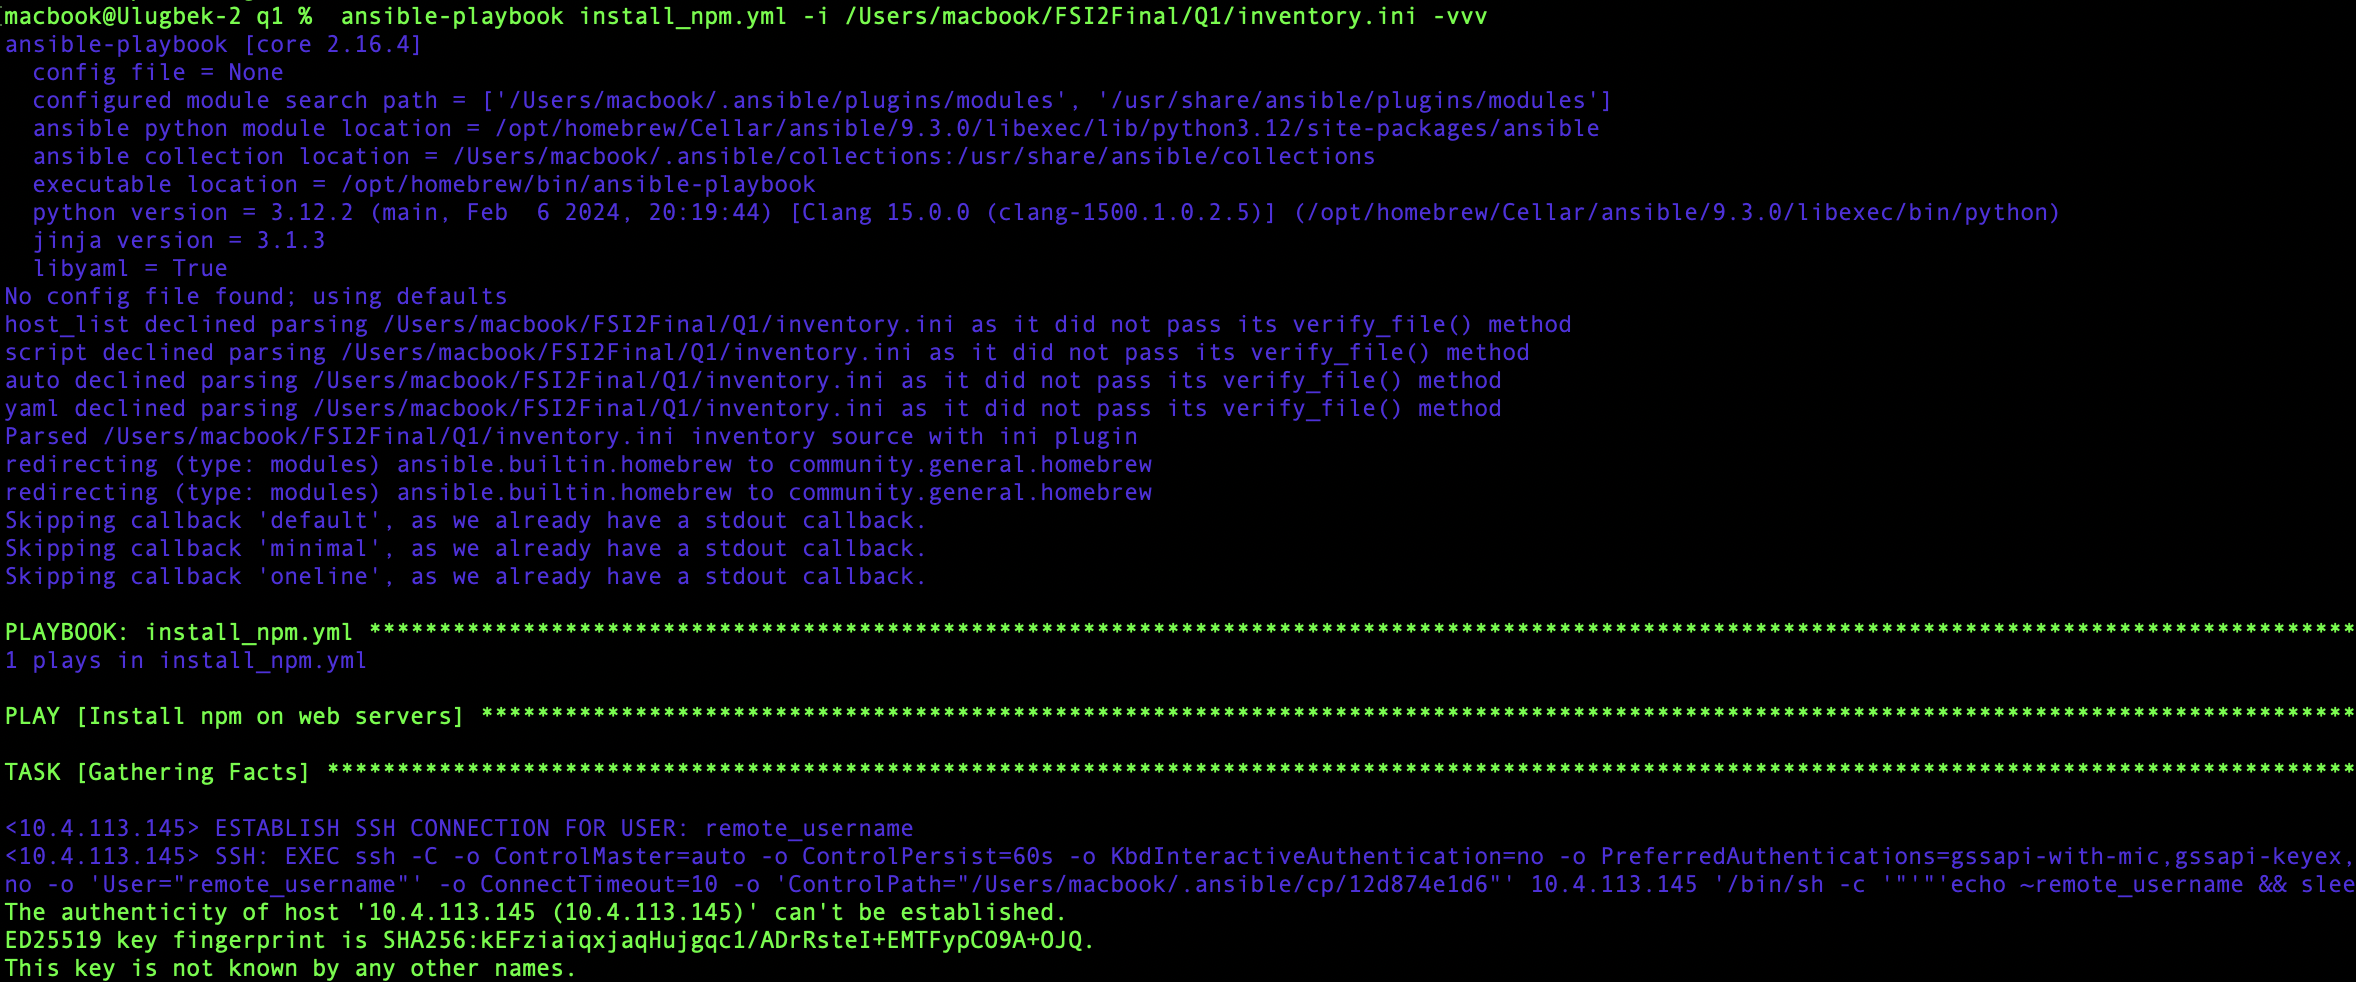 macbook@Ulugbek-2 q1 %  ansible-playbook install_npm.yml -i /Users/macbook/FSI2Final/Q1/inventory.ini -vvv
ansible-playbook [core 2.16.4]
  config file = None
  configured module search path = ['/Users/macbook/.ansible/plugins/modules', '/usr/share/ansible/plugins/modules']
  ansible python module location = /opt/homebrew/Cellar/ansible/9.3.0/libexec/lib/python3.12/site-packages/ansible
  ansible collection location = /Users/macbook/.ansible/collections:/usr/share/ansible/collections
  executable location = /opt/homebrew/bin/ansible-playbook
  python version = 3.12.2 (main, Feb  6 2024, 20:19:44) [Clang 15.0.0 (clang-1500.1.0.2.5)] (/opt/homebrew/Cellar/ansible/9.3.0/libexec/bin/python)
  jinja version = 3.1.3
  libyaml = True
No config file found; using defaults
host_list declined parsing /Users/macbook/FSI2Final/Q1/inventory.ini as it did not pass its verify_file() method
script declined parsing /Users/macbook/FSI2Final/Q1/inventory.ini as it did not pass its verify_file() method
auto declined parsing /Users/macbook/FSI2Final/Q1/inventory.ini as it did not pass its verify_file() method
yaml declined parsing /Users/macbook/FSI2Final/Q1/inventory.ini as it did not pass its verify_file() method
Parsed /Users/macbook/FSI2Final/Q1/inventory.ini inventory source with ini plugin
redirecting (type: modules) ansible.builtin.homebrew to community.general.homebrew
redirecting (type: modules) ansible.builtin.homebrew to community.general.homebrew
Skipping callback 'default', as we already have a stdout callback.
Skipping callback 'minimal', as we already have a stdout callback.
Skipping callback 'oneline', as we already have a stdout callback.

PLAYBOOK: install_npm.yml **********************************************************************************************************************************************
1 plays in install_npm.yml

PLAY [Install npm on web servers] **************************************************************************************************************************************

TASK [Gathering Facts] *************************************************************************************************************************************************

<10.4.113.145> ESTABLISH SSH CONNECTION FOR USER: remote_username
<10.4.113.145> SSH: EXEC ssh -C -o ControlMaster=auto -o ControlPersist=60s -o KbdInteractiveAuthentication=no -o PreferredAuthentications=gssapi-with-mic,gssapi-keyex,
no -o 'User="remote_username"' -o ConnectTimeout=10 -o 'ControlPath="/Users/macbook/.ansible/cp/12d874e1d6"' 10.4.113.145 '/bin/sh -c '"'"'echo ~remote_username && slee
The authenticity of host '10.4.113.145 (10.4.113.145)' can't be established.
ED25519 key fingerprint is SHA256:kEFziaiqxjaqHujgqc1/ADrRsteI+EMTFypCO9A+OJQ.
This key is not known by any other names.